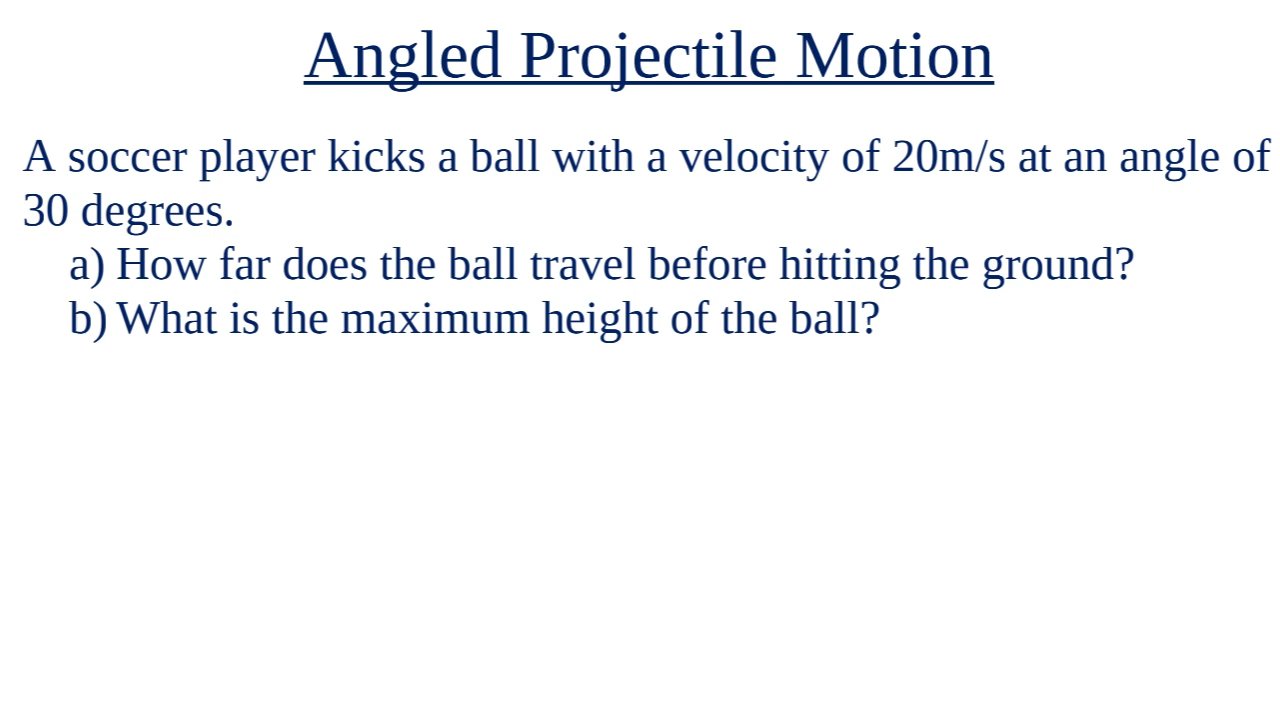 Angled Projectile Motion
A soccer player kicks a ball with a velocity of 20m/s at an angle of
30 degrees.
a) How far does the ball travel before hitting the ground?
b) What is the maximum height of the ball?